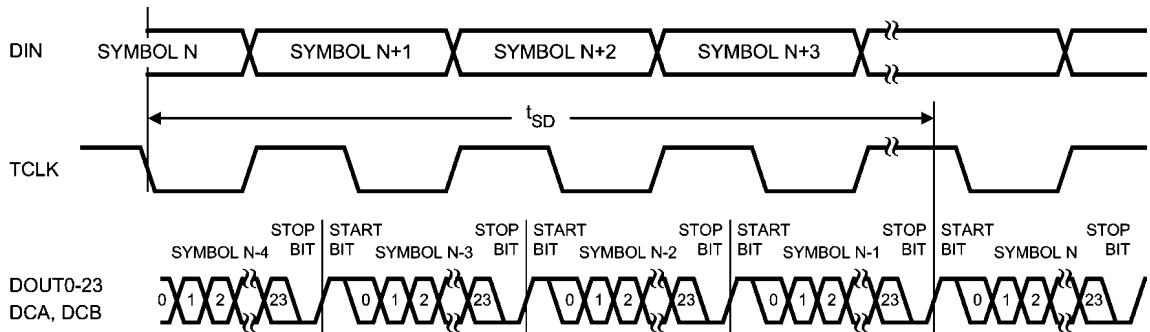 DIN
SYMBOL N SYMBOL N+1 SYMBOL N+2 SYMBOL N+3
tSD
TCLK
STOP BIT START BIT STOP BIT START BIT STOP BIT START BIT STOP BIT START BIT STOP BIT
SYMBOL N-4 SYMBOL N-3 SYMBOL N-2 SYMBOL N-1 SYMBOL N
DOUT0-23
DCA, DCB
0 1 2 23 0 1 2 23 0 1 2 23 0 1 2 23 0 1 2 23